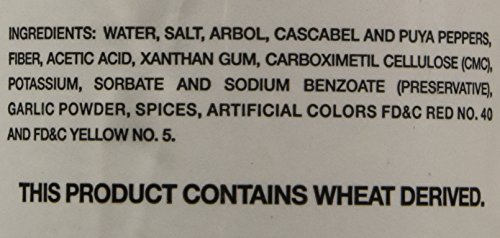 INGREDIENTS: WATER, SALT, ARBOL, CASCABEL AND PUYA PEPPERS,
FIBER, ACETIC ACID, XANTHAN GUM, CARBOXIMETIL CELLULOSE (CMC),
POTASSIUM, SORBATE AND SODIUM BENZOATE (PRESERVATIVE),
GARLIC POWDER, SPICES, ARTIFICIAL COLORS FD&C RED NO. 40
AND FD&C YELLOW NO. 5.
THIS PRODUCT CONTAINS WHEAT DERIVED.